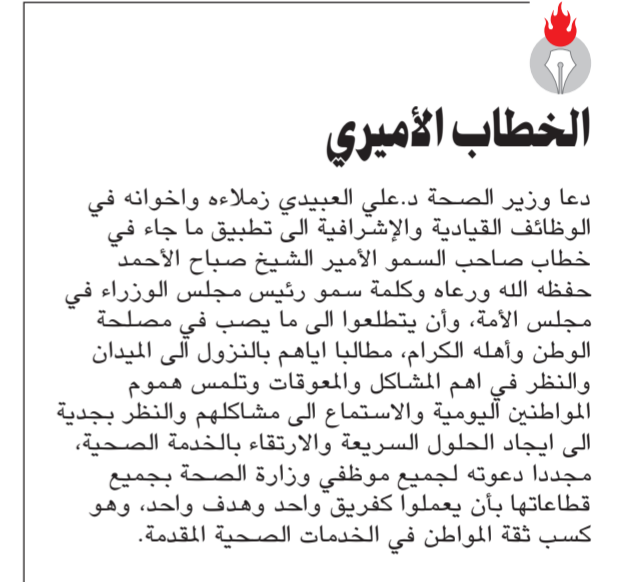 الخطاب الأميري
دعا وزير الصحة د.علي العبيدي زملاءه واخوانه في
الوظائف القيادية والإشرافية الى تطبيق ما جاء في
خطاب صاحب السمو الأمير الشيخ صباح الأحمد
حفظه الله ورعاه وكلمة سمو رئيس مجلس الوزراء في
مجلس الأمة، وأن يتطلعوا الى ما يصب في مصلحة
الوطن وأهله الكرام، مطالبا اياهم بالنزول الى الميدان
والنظر في اهم المشاكل والمعوقات وتلمس هموم
المواطنين اليومية والاستماع الى مشاكلهم والنظر بجدية
الى ايجاد الحلول السريعة والارتقاء بالخدمة الصحية،
مجددا دعوته لجميع موظفي وزارة الصحة بجميع
قطاعاتها بأن يعملوا كفريق واحد وهدف واحد، وهو
كسب ثقة المواطن في الخدمات الصحية المقدمة.